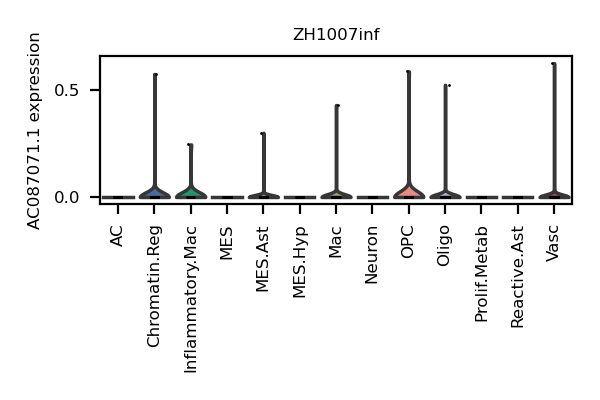 ZH1007inf
AC087071.1 expression
0.5
0.0
AC
Chromatin.Reg
Inflammatory.Mac
MES
MES.Ast
MES.Hyp
Mac
Neuron
OPC
Oligo
Prolif.Metab
Reactive.Ast
Vasc